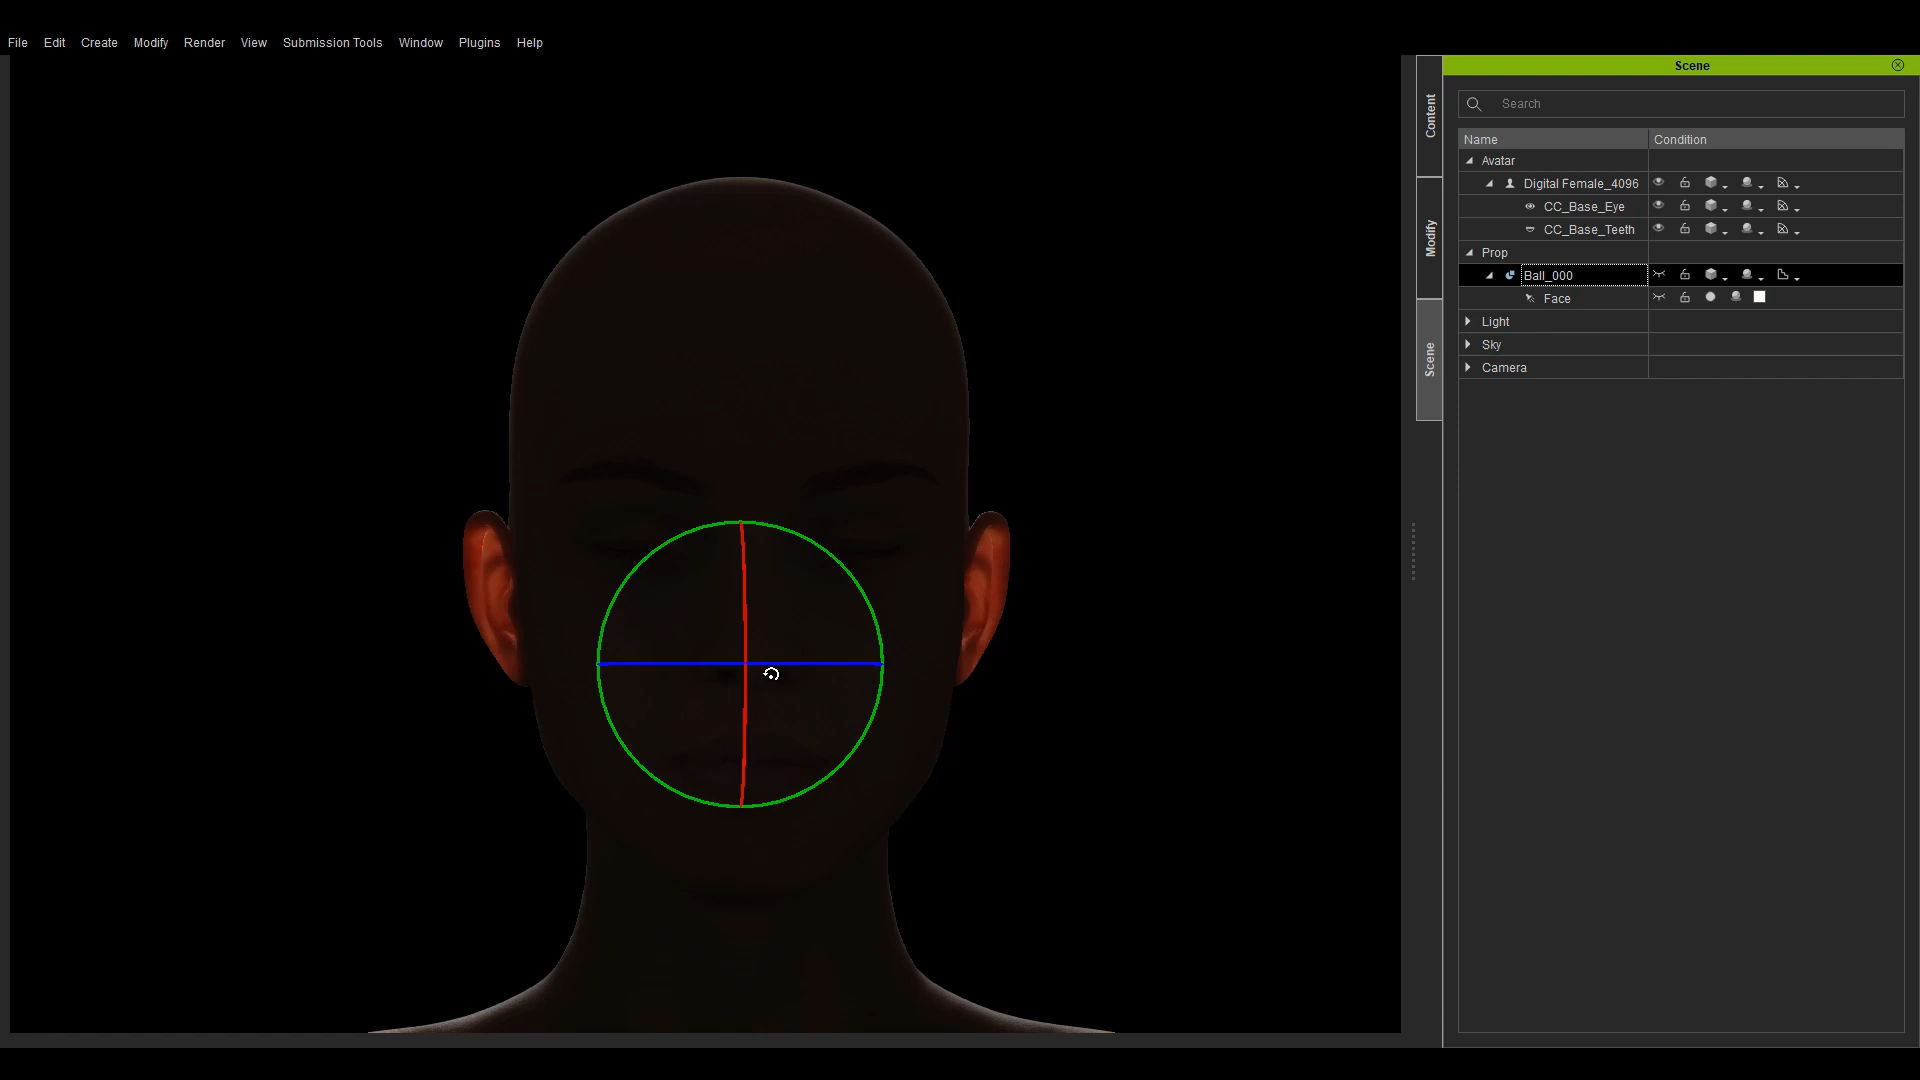 File Edit Create Modify Render View Submission Tools Window Plugins Help
Content
Modify
Scene
Scene
Search
Name Condition
Avatar
Digital Female_4096
CC_Base_Eye
CC_Base_Teeth
Prop
Ball_000
Face
Light
Sky
Camera